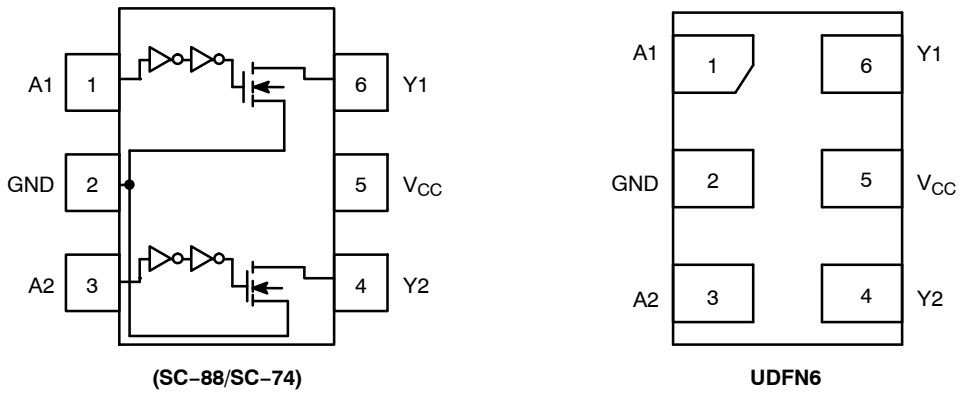 A1 1 6 Y1
GND 2 5 VCC
A2 3 4 Y2
(SC–88/SC–74)
A1 1 6 Y1
GND 2 5 VCC
A2 3 4 Y2
UDFN6